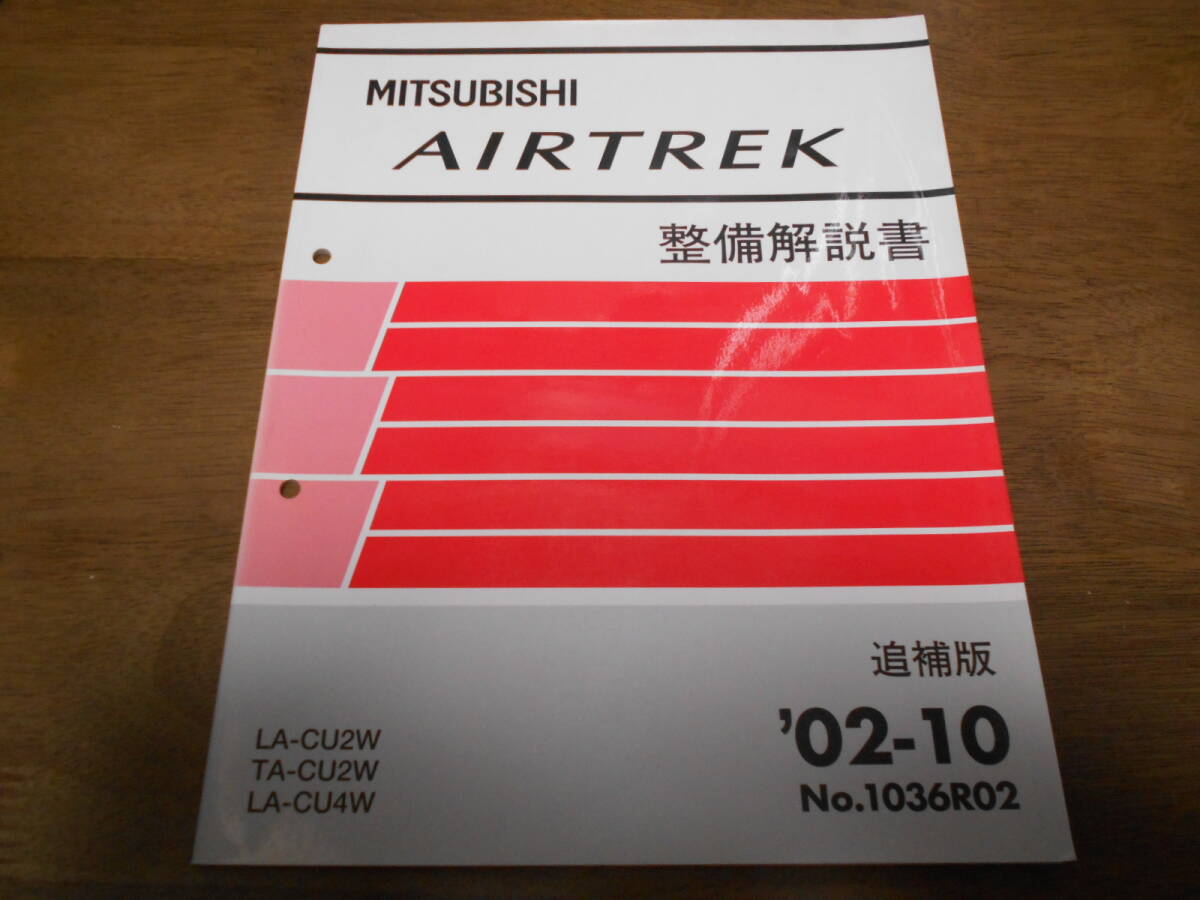 MITSUBISHI
AIRTREK
整備解説書
追補版
'02-10
No.1036R02
LA-CU2W
TA-CU2W
LA-CU4W